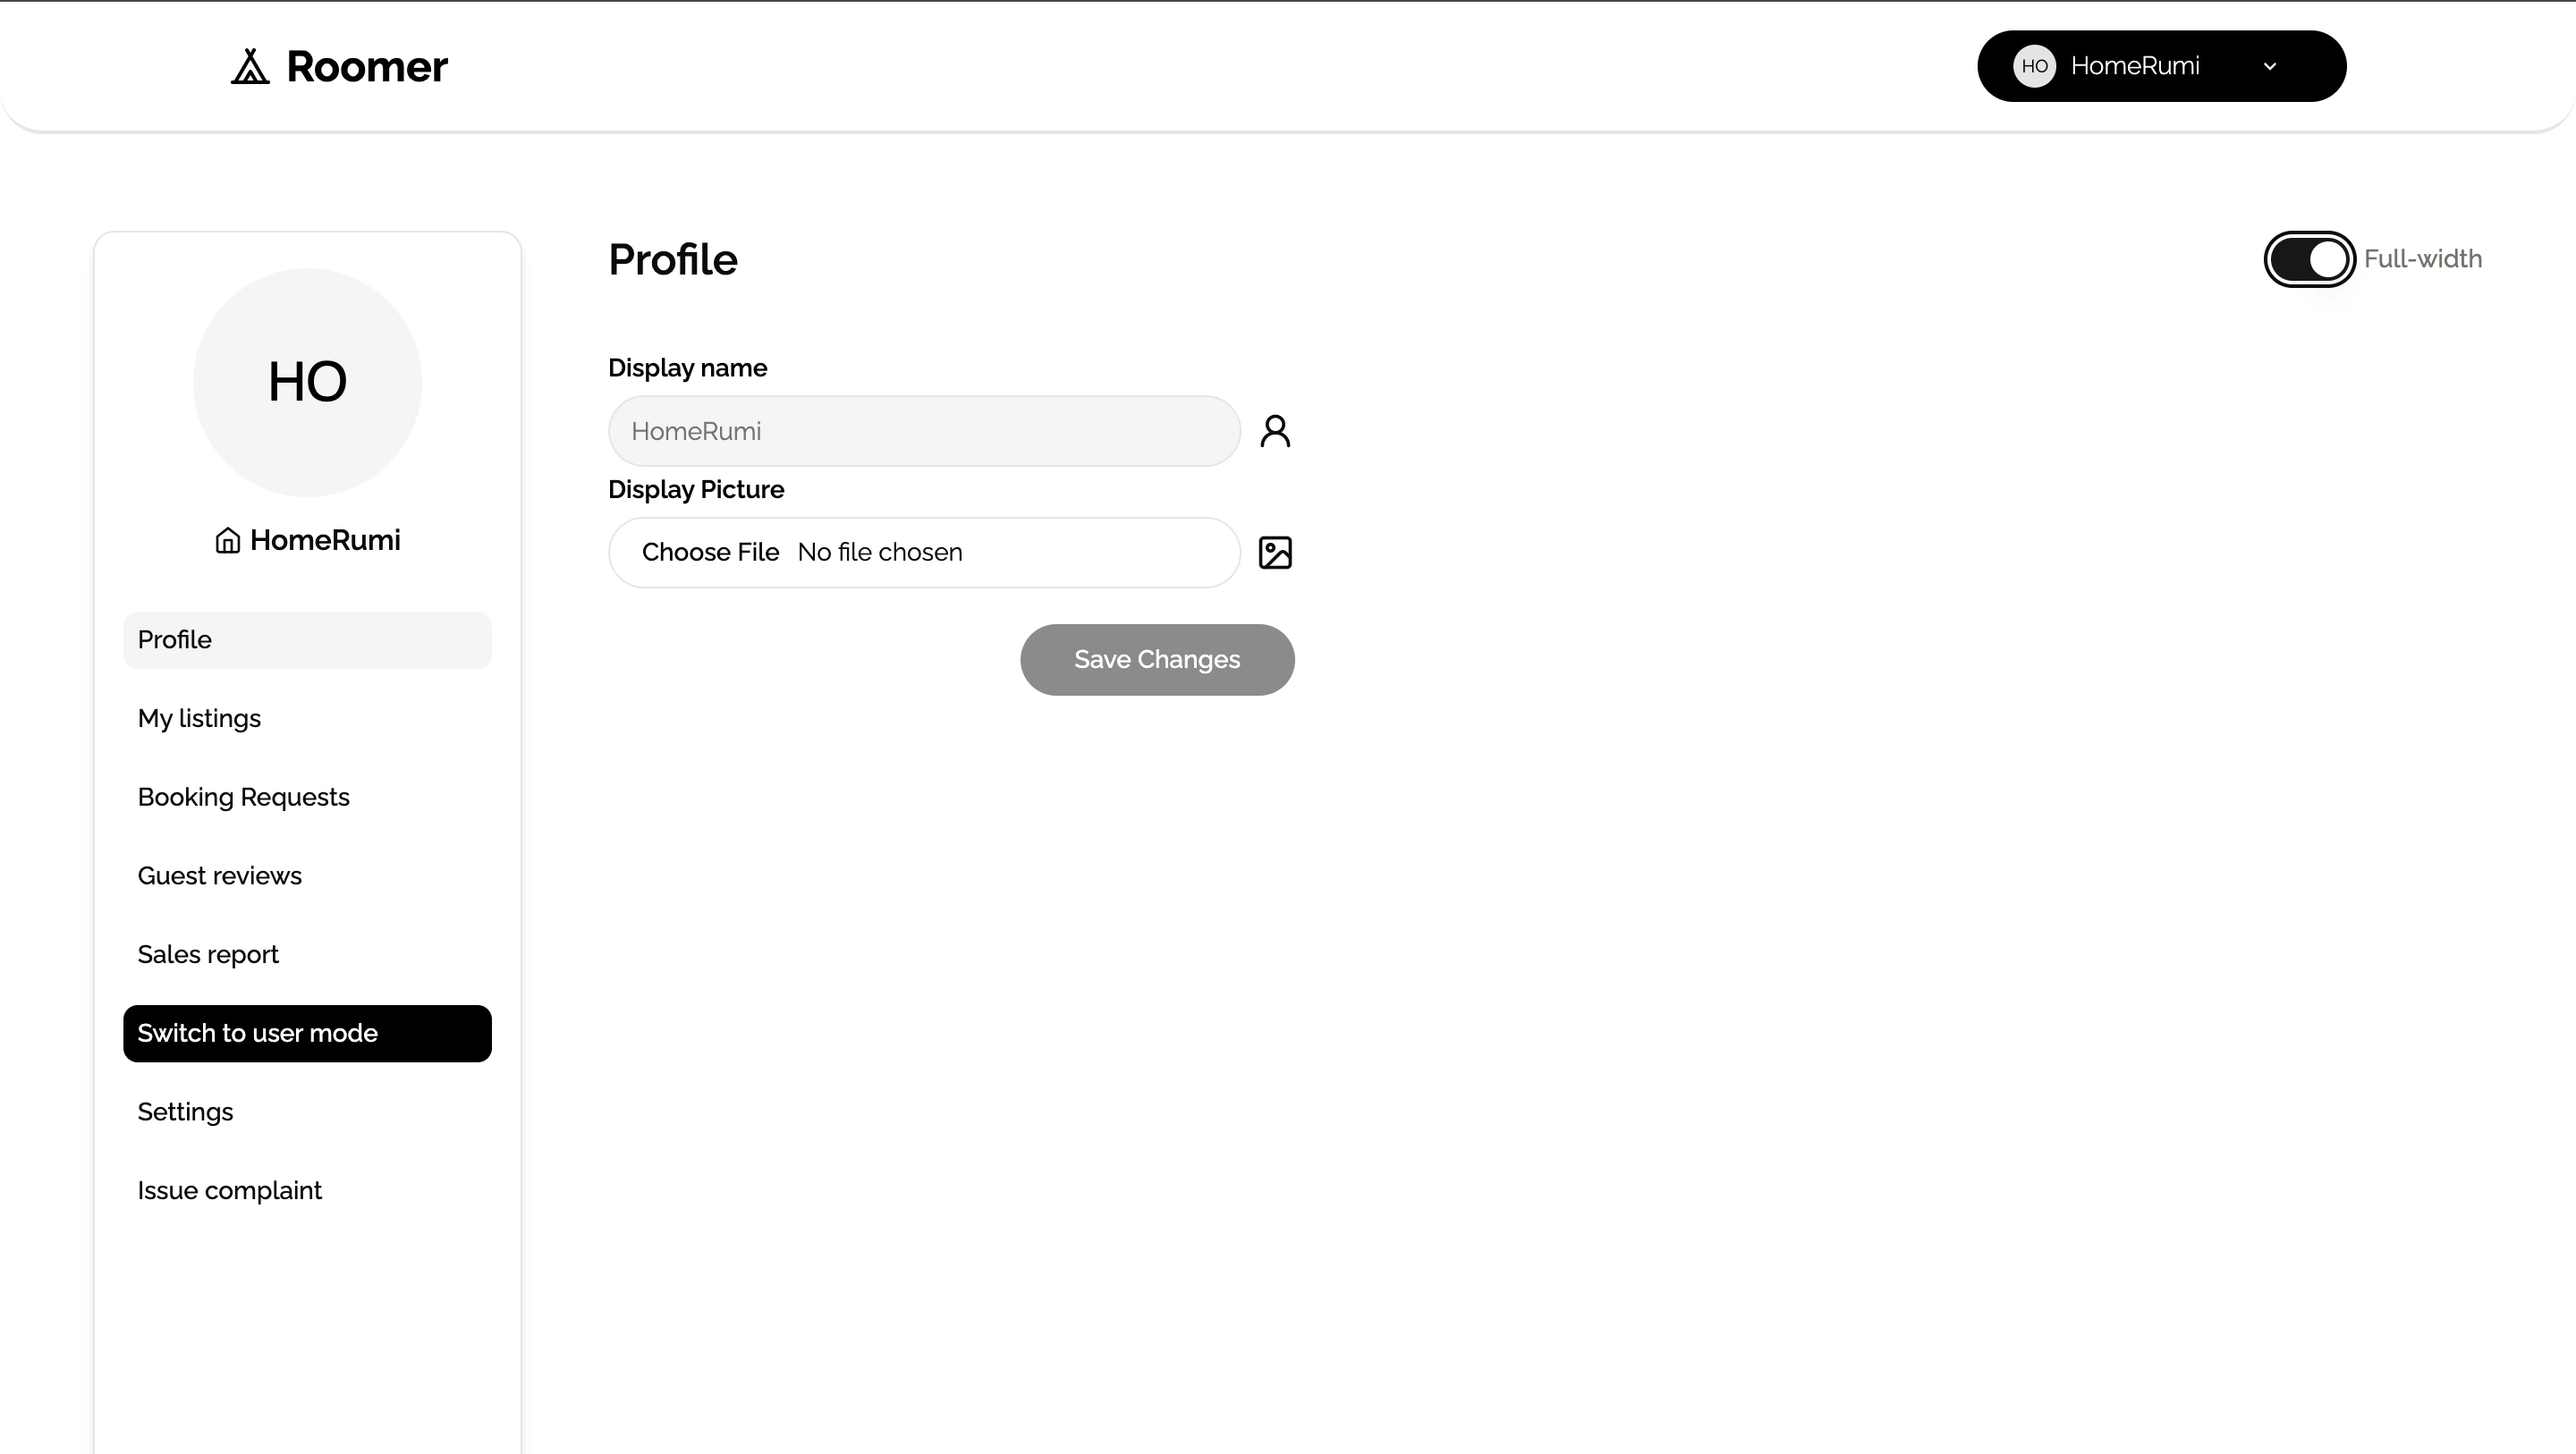 Roomer
HO HomeRumi
HO
HomeRumi
Profile
My listings
Booking Requests
Guest reviews
Sales report
Switch to user mode
Settings
Issue complaint
Profile
Full-width
Display name
HomeRumi
Display Picture
Choose File No file chosen
Save Changes